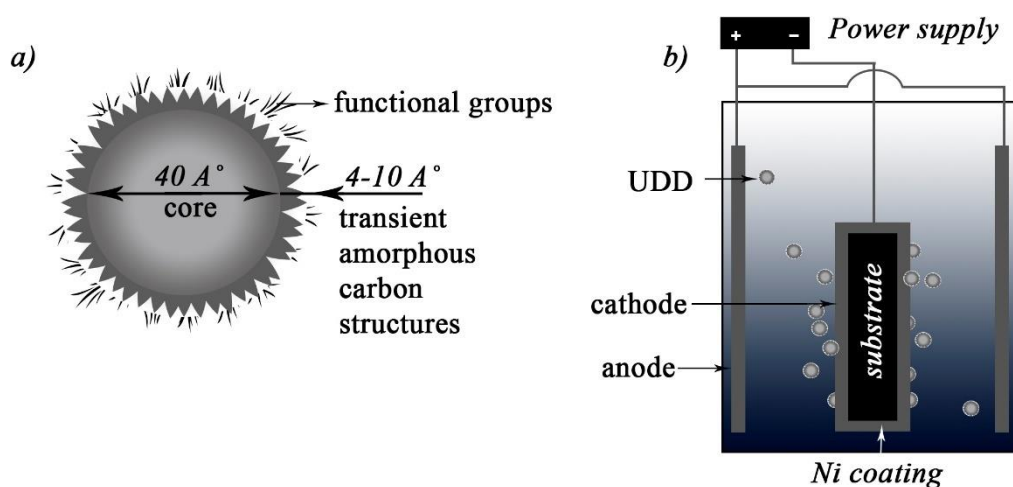 a)
functional groups
40 A°
core
4-10 A°
transient
amorphous
carbon
structures
b)
+ −
Power supply
UDD
cathode
substrate
anode
Ni coating